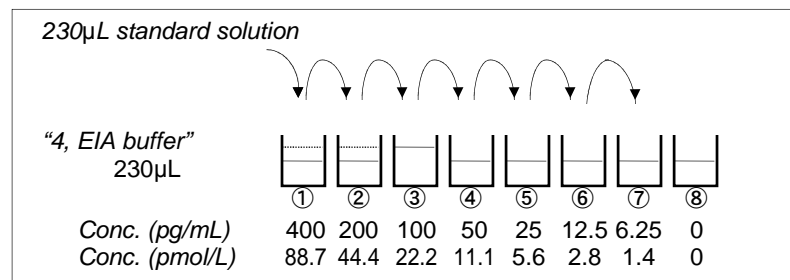 230µL standard solution
“4, EIA buffer”
230µL
① ② ③ ④ ⑤ ⑥ ⑦ ⑧
Conc. (pg/mL) 400 200 100 50 25 12.5 6.25 0
Conc. (pmol/L) 88.7 44.4 22.2 11.1 5.6 2.8 1.4 0